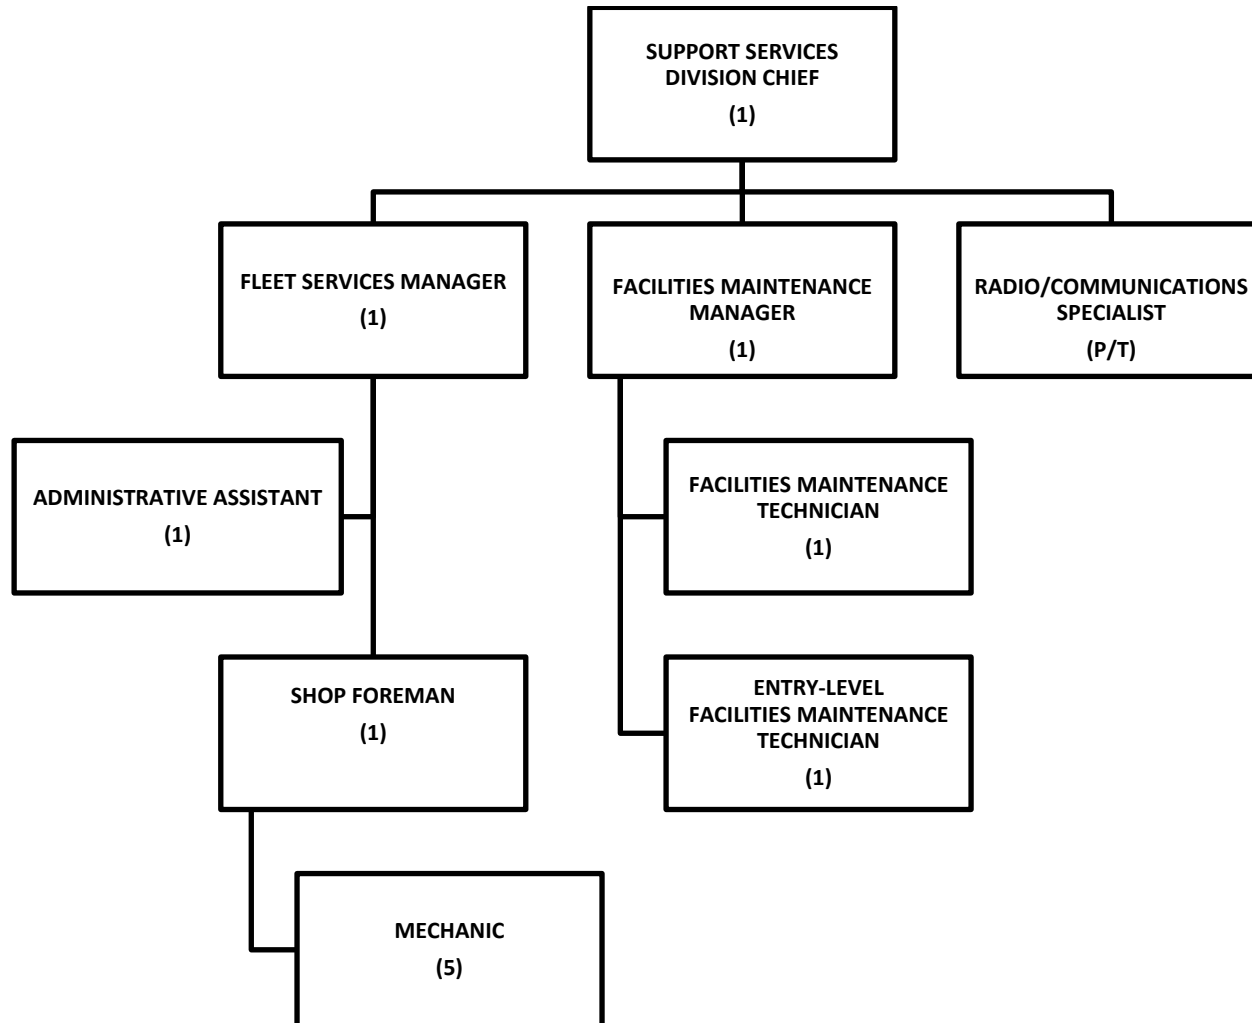 SUPPORT SERVICES
DIVISION CHIEF
(1)
FLEET SERVICES MANAGER
(1)
FACILITIES MAINTENANCE
MANAGER
(1)
RADIO/COMMUNICATIONS
SPECIALIST
(P/T)
ADMINISTRATIVE ASSISTANT
(1)
FACILITIES MAINTENANCE
TECHNICIAN
(1)
SHOP FOREMAN
(1)
ENTRY-LEVEL
FACILITIES MAINTENANCE
TECHNICIAN
(1)
MECHANIC
(5)